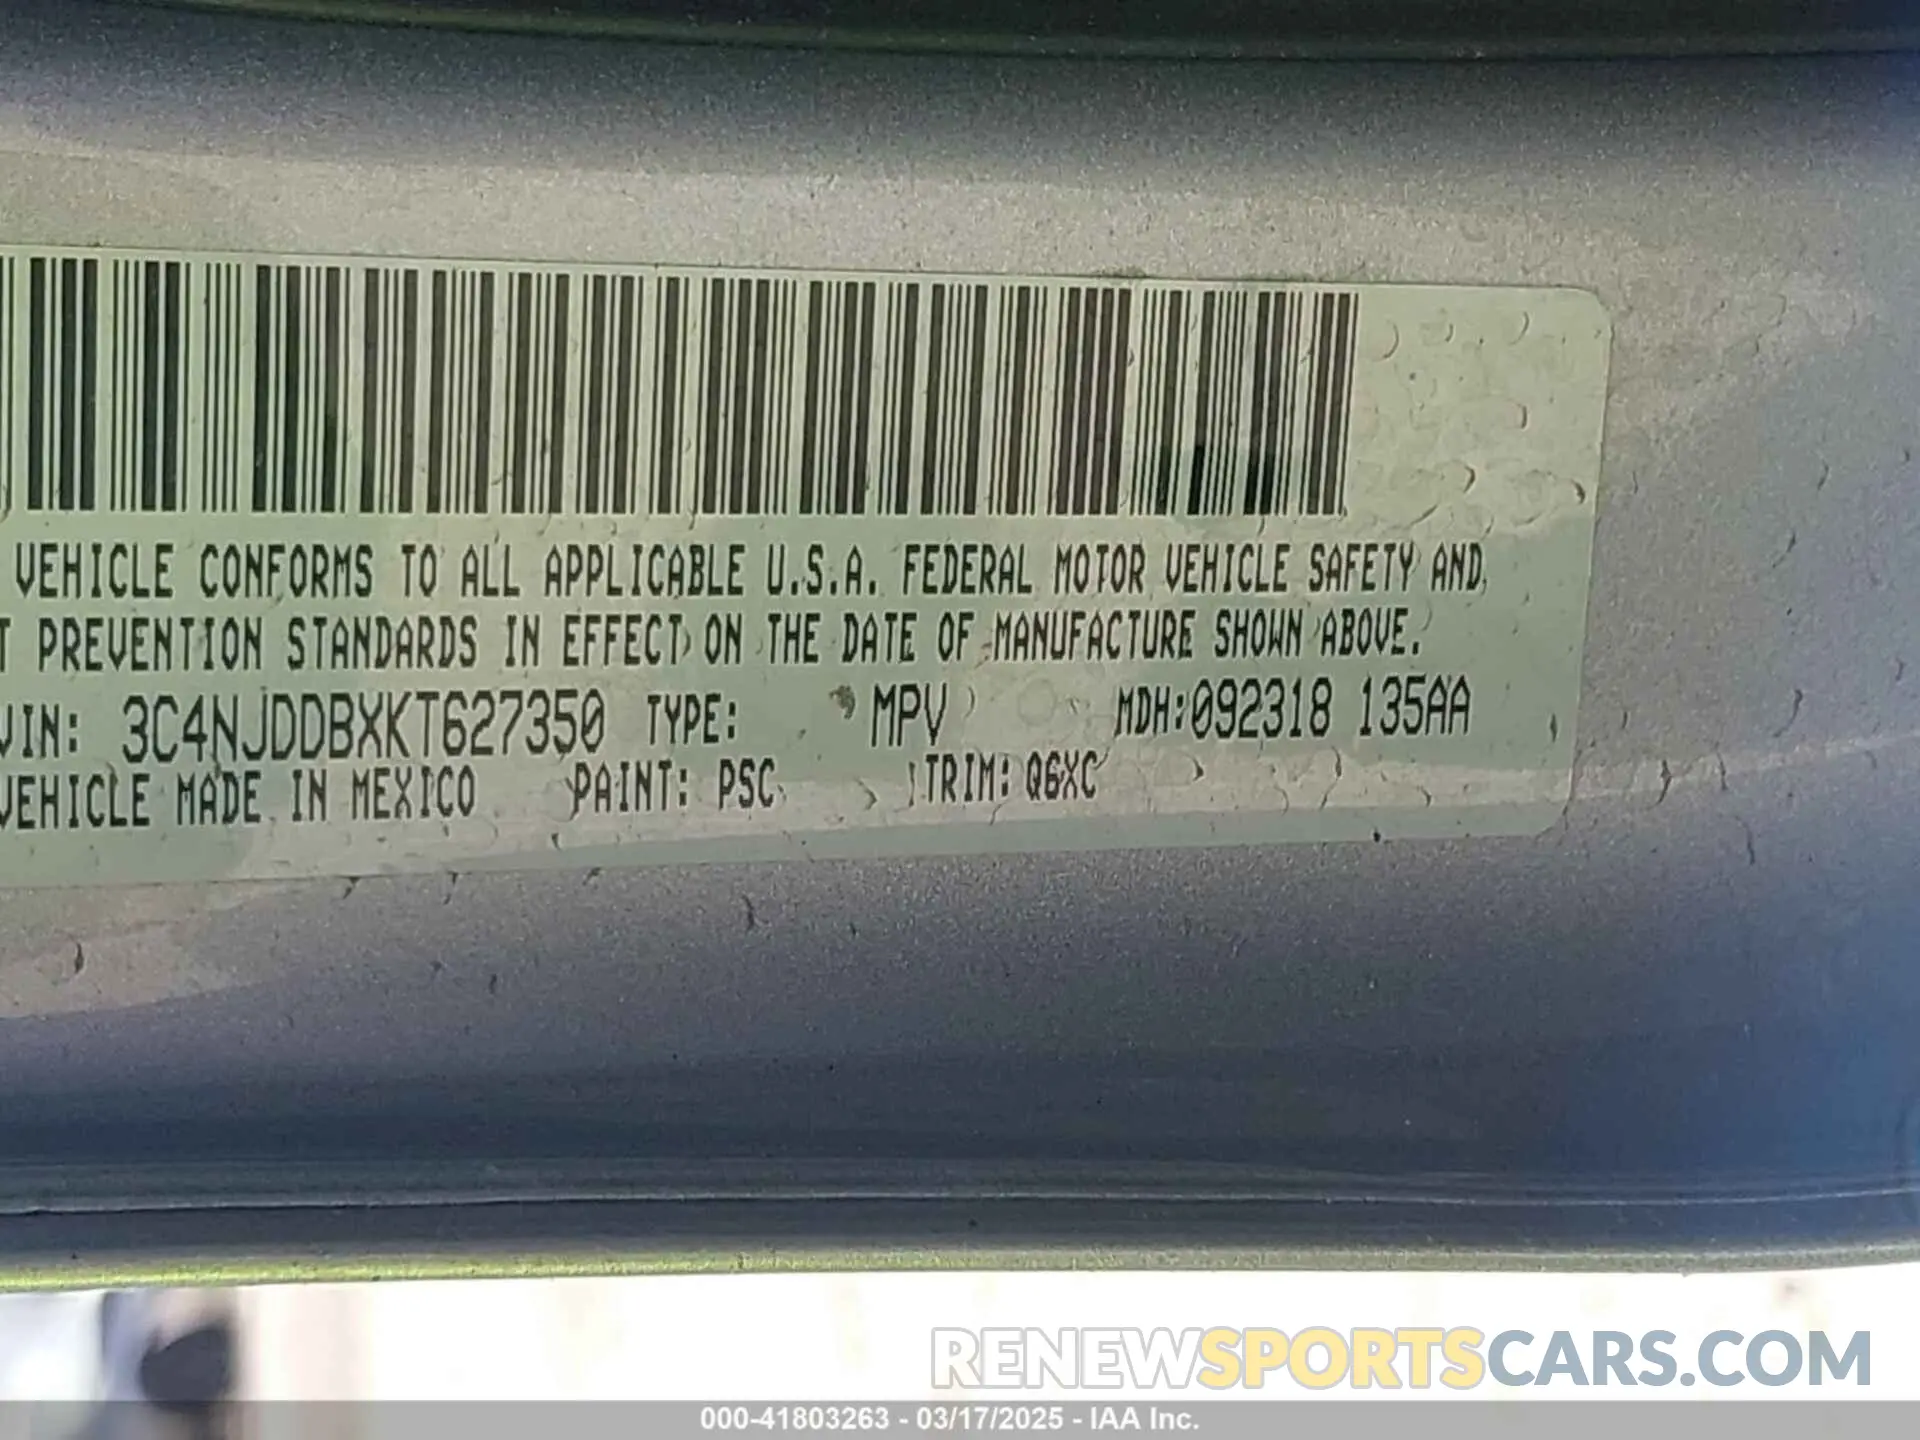 VEHICLE CONFORMS TO ALL APPLICABLE U.S.A. FEDERAL MOTOR VEHICLE SAFETY AND
T PREVENTION STANDARDS IN EFFECT ON THE DATE OF MANUFACTURE SHOWN ABOVE.
VIN: 3C4NJDDBXKT627350 TYPE: MPV MDH:092318 135AA
VEHICLE MADE IN MEXICO PAINT: PSC TRIM: Q6XC
RENEWSPORTSCARS.COM
000-41803263 - 03/17/2025 - IAA Inc.